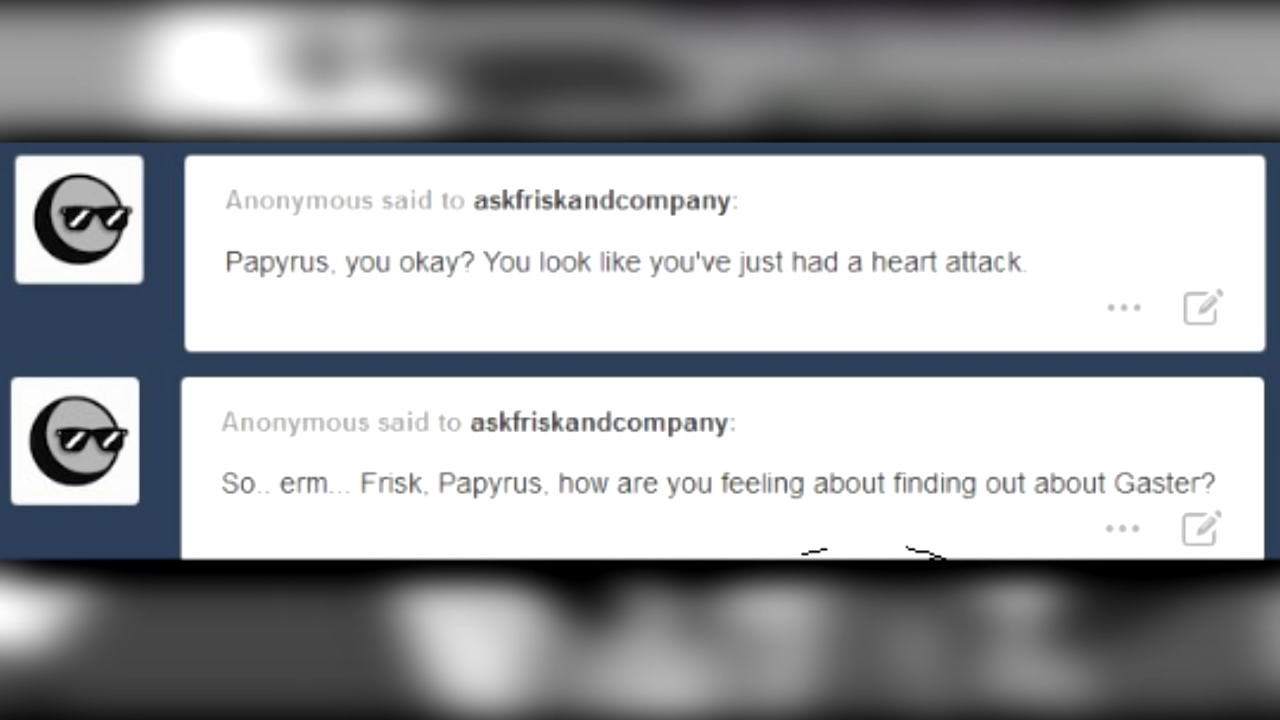 Anonymous said to askfriskandcompany:
Papyrus, you okay? You look like you've just had a heart attack.
Anonymous said to askfriskandcompany:
So.. erm... Frisk, Papyrus, how are you feeling about finding out about Gaster?